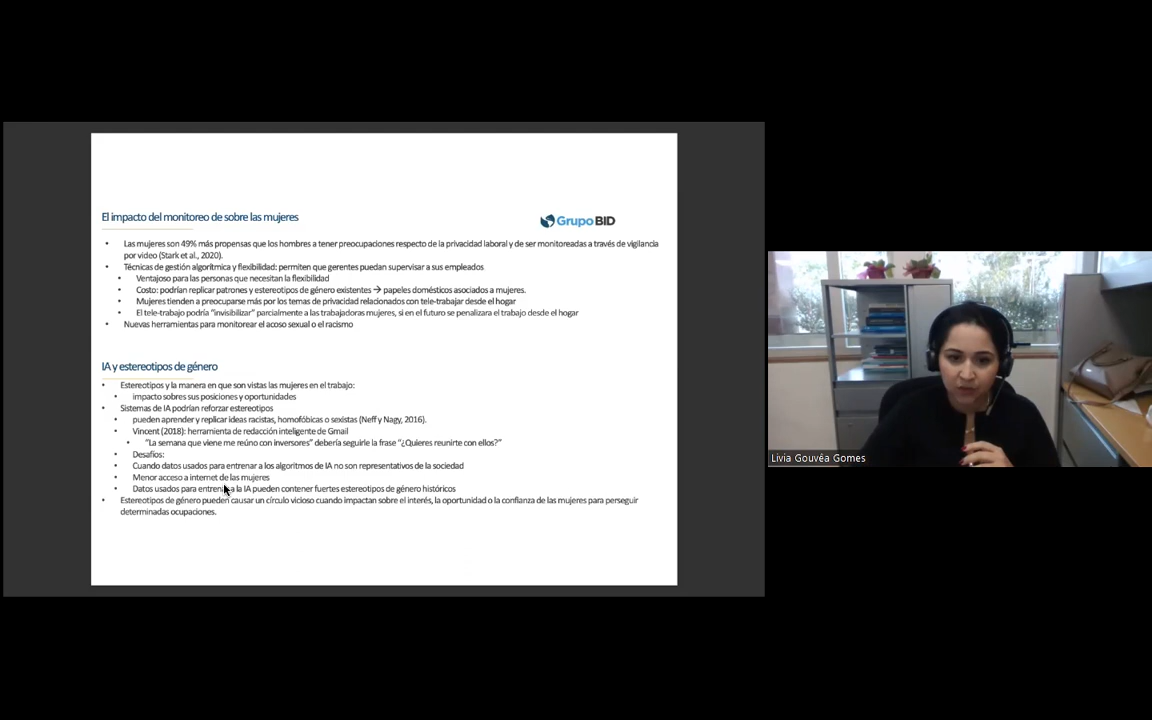 El impacto del monitoreo de sobre las mujeres
Grupo BID
• Las mujeres son 49% más propensas que los hombres a tener preocupaciones respecto de la privacidad laboral y de ser monitoreadas a través de vigilancia
por video (Stark et al., 2020).
• Técnicas de gestión algorítmica y flexibilidad: permiten que gerentes puedan supervisar a sus empleados
• Ventajoso para las personas que necesitan la flexibilidad
• Costo: podrían replicar patrones y estereotipos de género existentes → papeles domésticos asociados a mujeres.
• Mujeres tienden a preocuparse más por los temas de privacidad relacionados con tele-trabajar desde el hogar
• El tele-trabajo podría "invisibilizar" parcialmente a las trabajadoras mujeres, si en el futuro se penalizara el trabajo desde el hogar
• Nuevas herramientas para monitorear el acoso sexual o el racismo
IA y estereotipos de género
• Estereotipos y la manera en que son vistas las mujeres en el trabajo:
• impacto sobre sus posiciones y oportunidades
• Sistemas de IA podrían reforzar estereotipos
• pueden aprender y replicar ideas racistas, homofóbicas o sexistas (Neff y Nagy, 2016).
• Vincent (2018): herramienta de redacción inteligente de Gmail
• "La semana que viene me reúno con inversores" debería seguirle la frase "¿Quieres reunirte con ellos?"
• Desafíos:
• Cuando datos usados para entrenar a los algoritmos de IA no son representativos de la sociedad
• Menor acceso a internet de las mujeres
• Datos usados para entrenar a la IA pueden contener fuertes estereotipos de género históricos
• Estereotipos de género pueden causar un círculo vicioso cuando impactan sobre el interés, la oportunidad o la confianza de las mujeres para perseguir
determinadas ocupaciones.
Livia Gouvêa Gomes